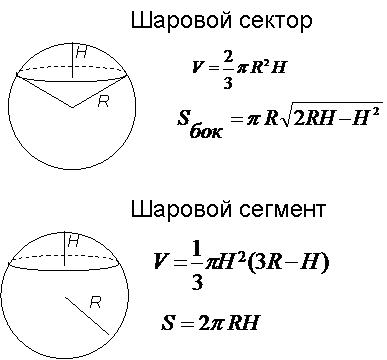 Шаровой сектор
H
R
V = 2/3 π R² H
S бок = π R √(2RH − H²)
Шаровой сегмент
H
R
V = 1/3 πH²(3R − H)
S = 2π RH